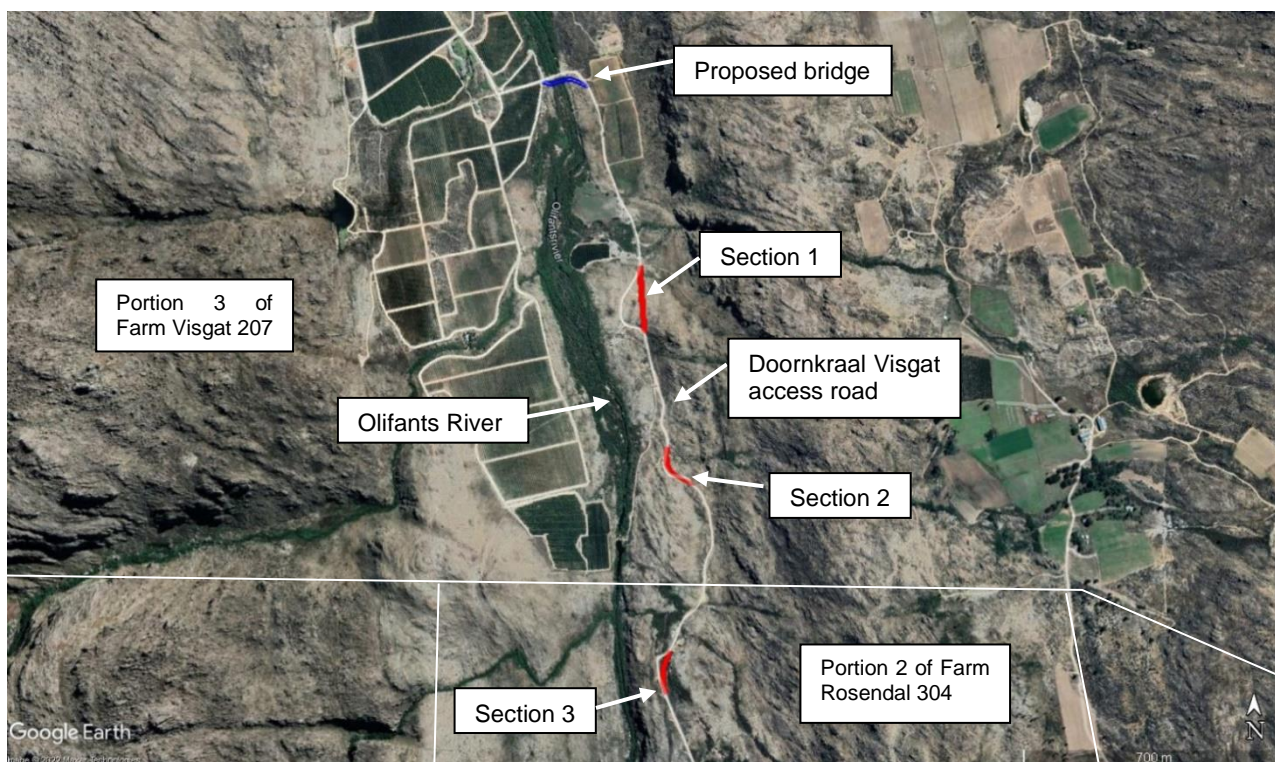 Proposed bridge
Olifantsrivier
Section 1
Portion 3 of
Farm Visgat 207
Doornkraal Visgat
access road
Olifants River
Section 2
Portion 2 of Farm
Rosendal 304
Section 3
N
Google Earth
700 m